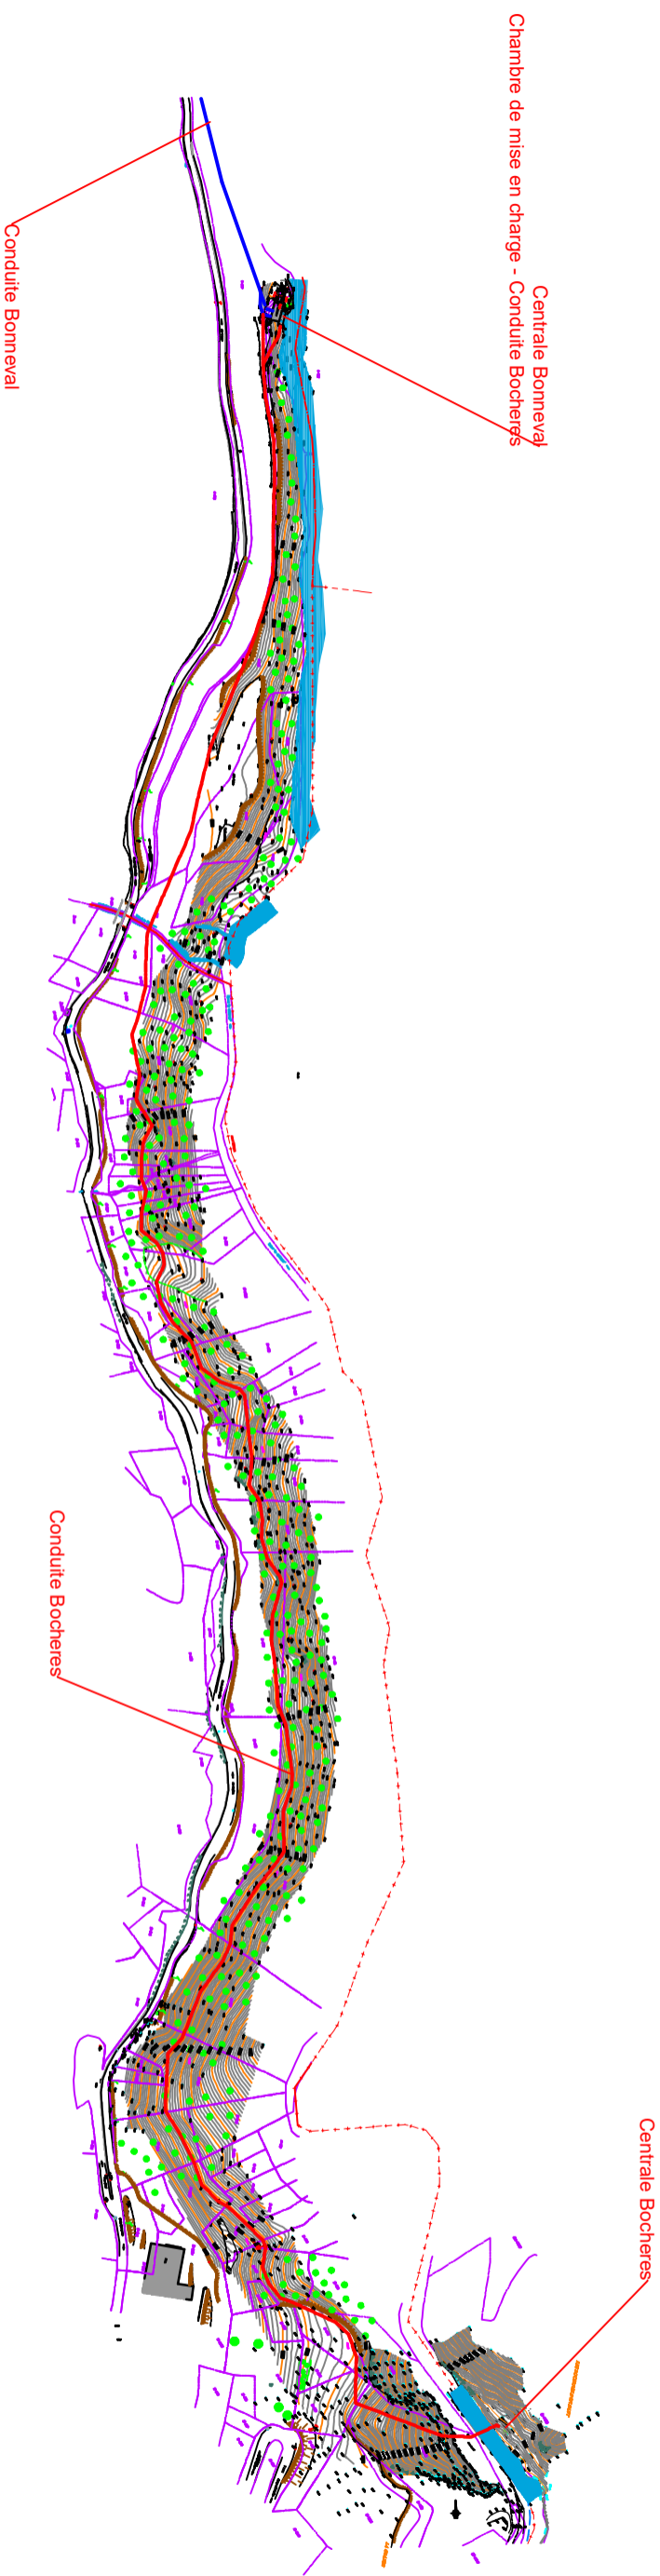 Centrale Bonneval
Chambre de mise en charge - Conduite Bocheres
Conduite Bonneval
Conduite Bocheres
Centrale Bocheres